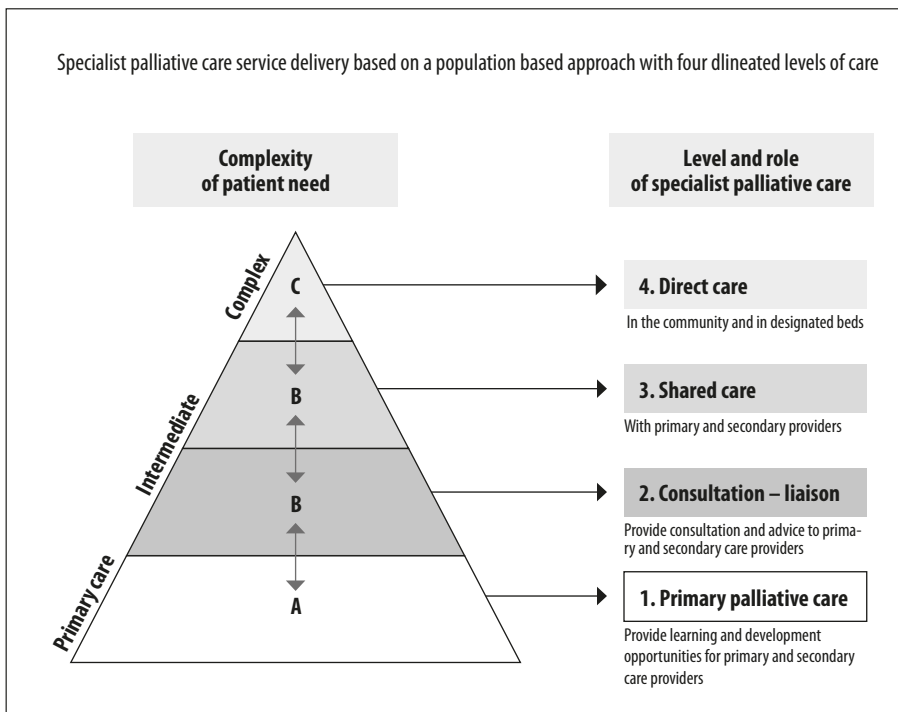 Specialist palliative care service delivery based on a population based approach with four dlineated levels of care
Complexity
of patient need
Level and role
of specialist palliative care
Complex
Intermediate
Primary care
C
B
B
A
4. Direct care
In the community and in designated beds
3. Shared care
With primary and secondary providers
2. Consultation – liaison
Provide consultation and advice to prima-
ry and secondary care providers
1. Primary palliative care
Provide learning and development
opportunities for primary and secondary
care providers